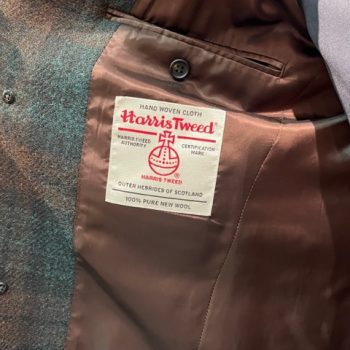 HAND WOVEN CLOTH
Harris Tweed®
HARRIS TWEED AUTHORITY
CERTIFICATION MARK
HARRIS TWEED
®
OUTER HEBRIDES OF SCOTLAND
100% PURE NEW WOOL